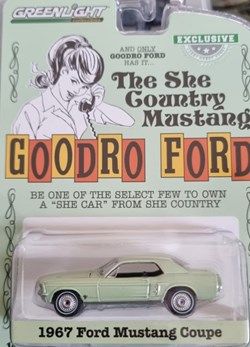 GREENLIGHT
EXCLUSIVE
AND ONLY
GOODRO FORD
HAS IT...
The She
Country
Mustang
GOODRO FORD
BE ONE OF THE SELECT FEW TO OWN
A "SHE CAR" FROM SHE COUNTRY
1967 Ford Mustang Coupe